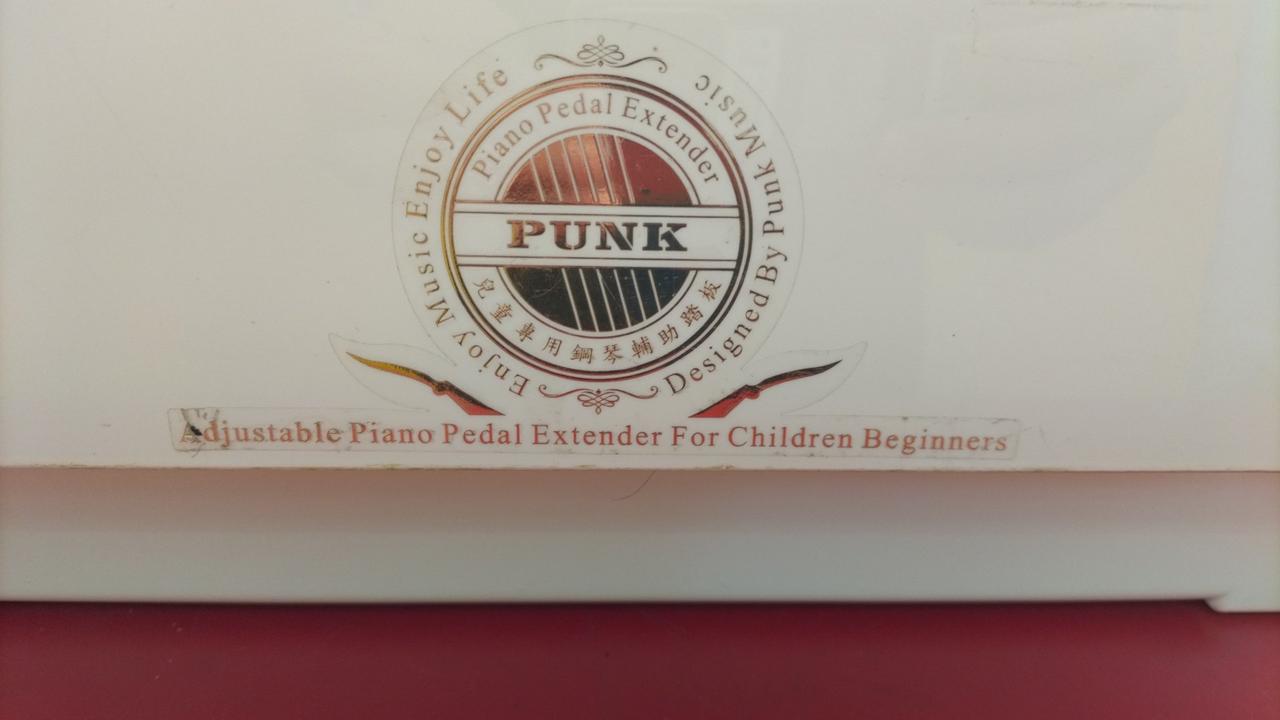 Enjoy Music Enjoy Life
Designed By Punk Music
Piano Pedal Extender
PUNK
兒童專用鋼琴輔助踏板
Adjustable Piano Pedal Extender For Children Beginners